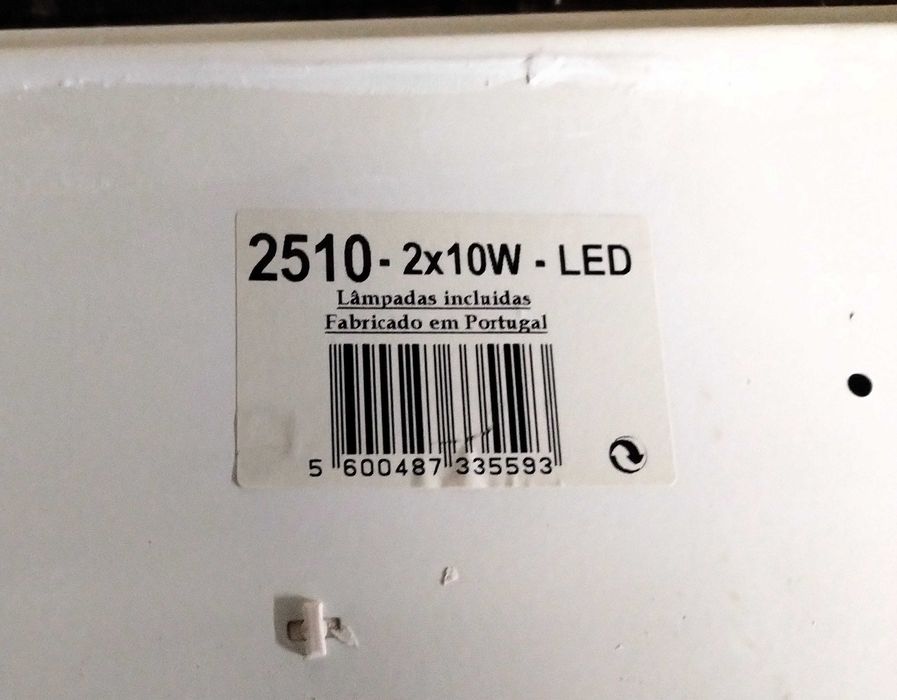 2510 - 2x10W - LED
Lâmpadas incluidas
Fabricado em Portugal
5 600487 335593